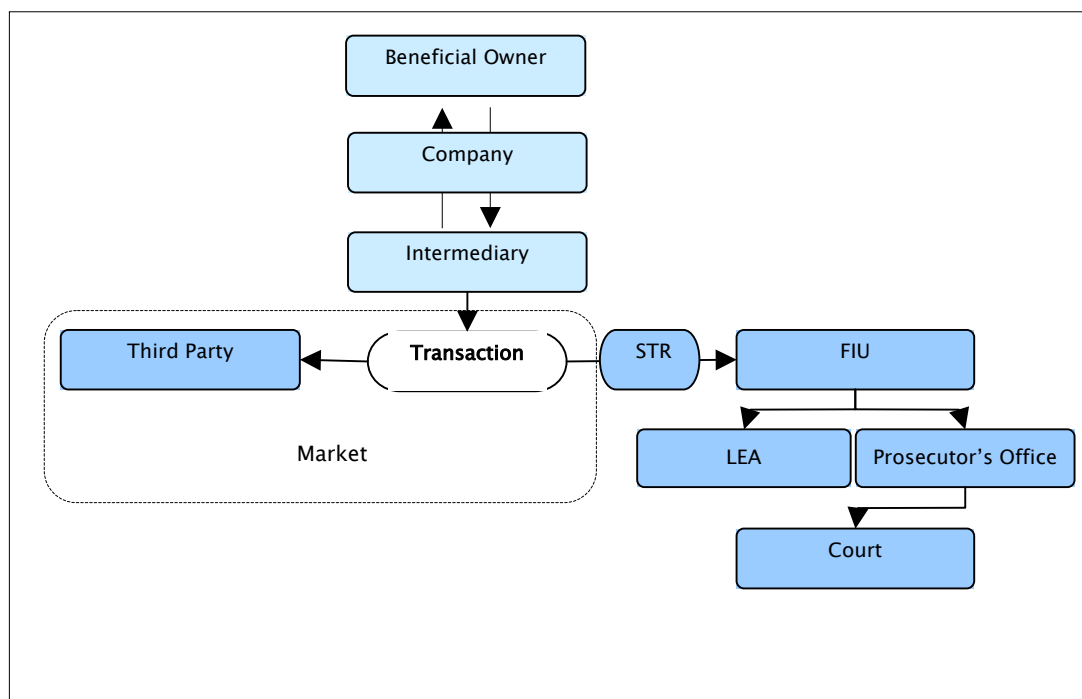 Beneficial Owner
Company
Intermediary
Third Party
Transaction
STR
FIU
Market
LEA
Prosecutor's Office
Court